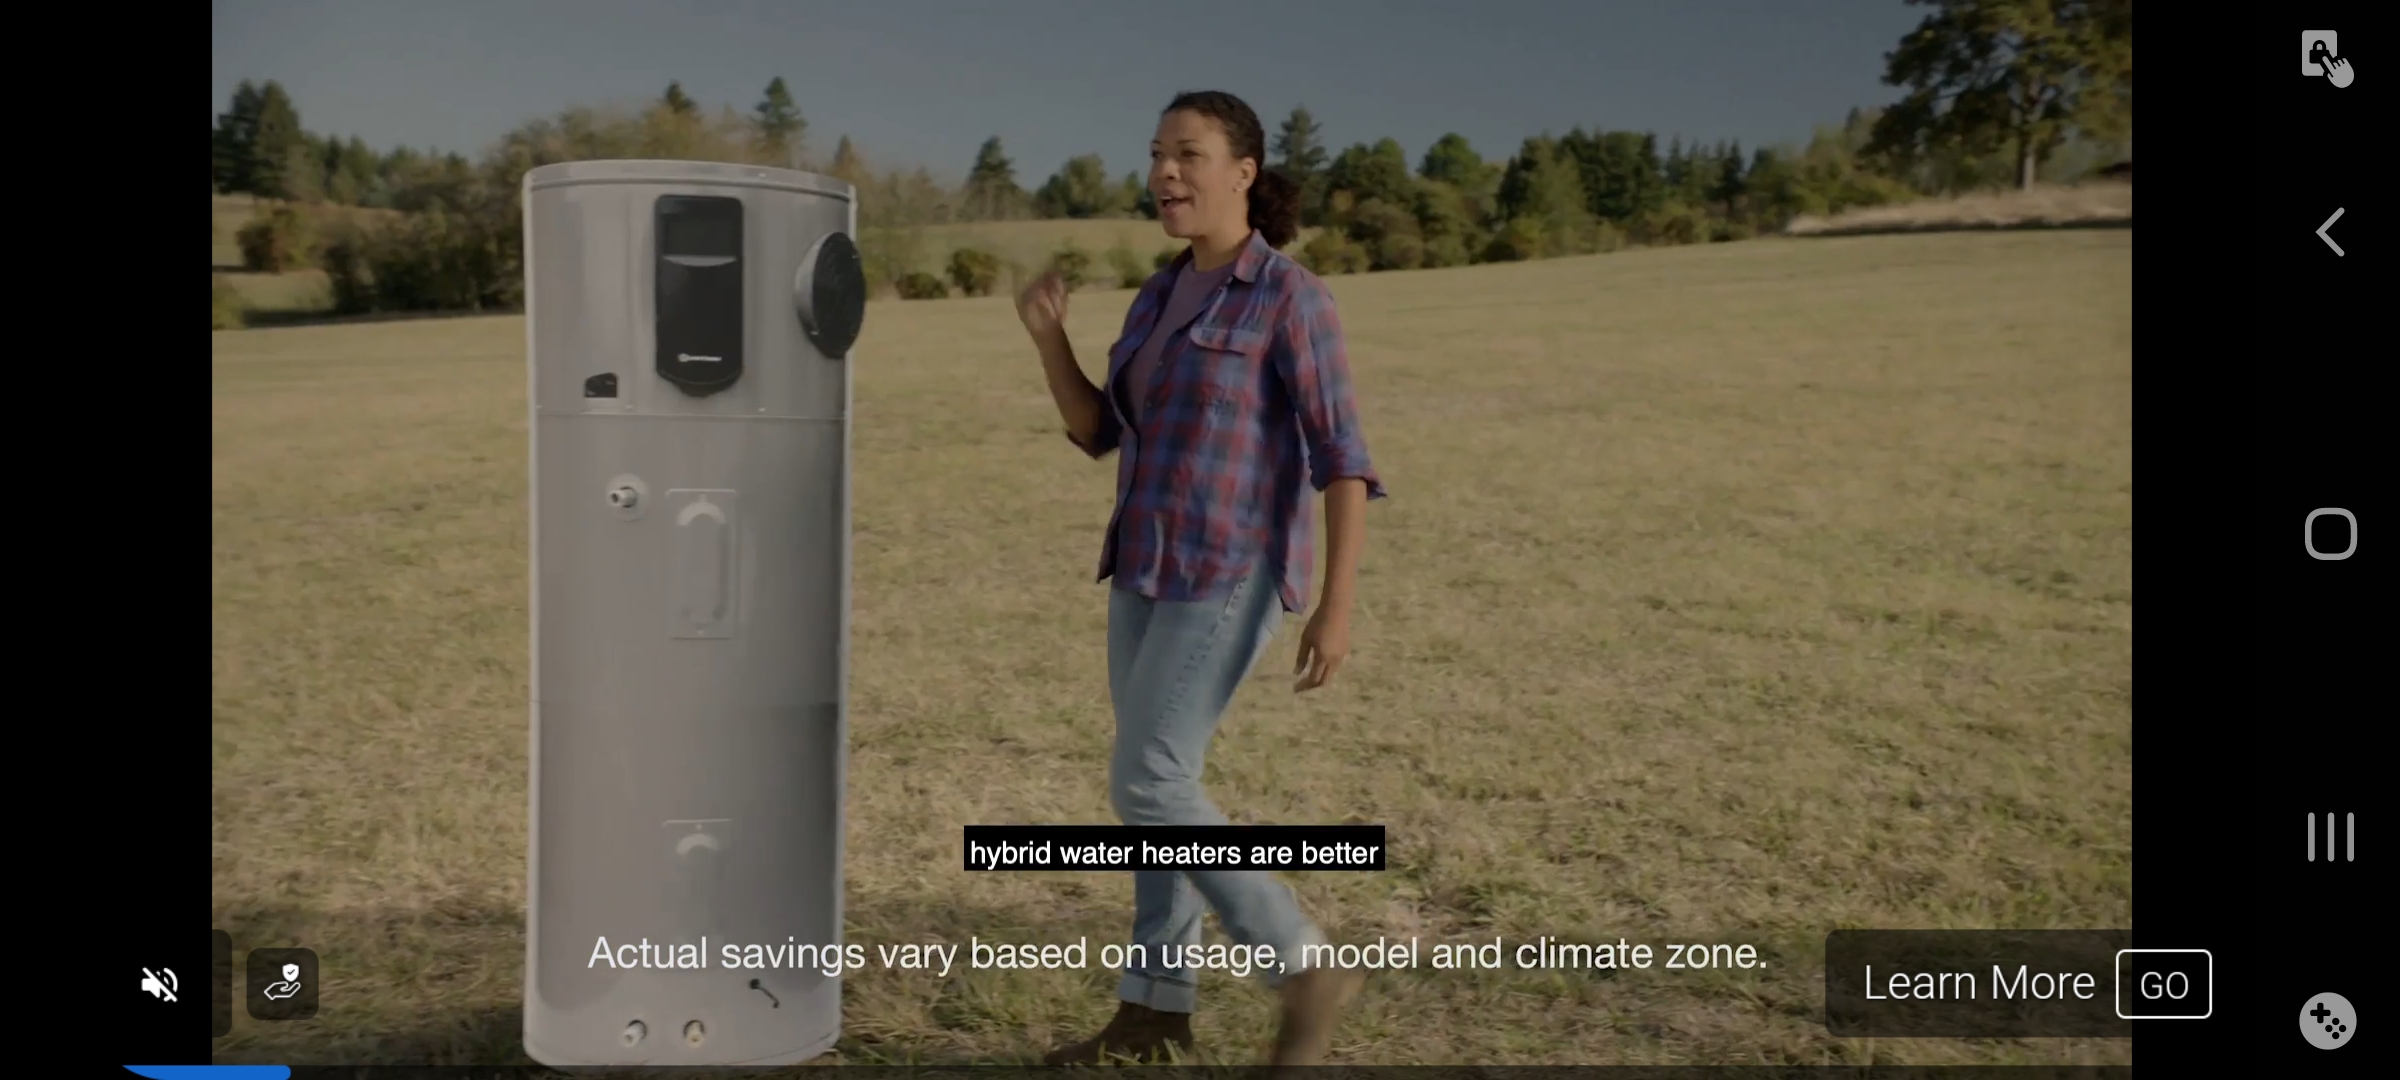 hybrid water heaters are better
Actual savings vary based on usage, model and climate zone.
Learn More GO